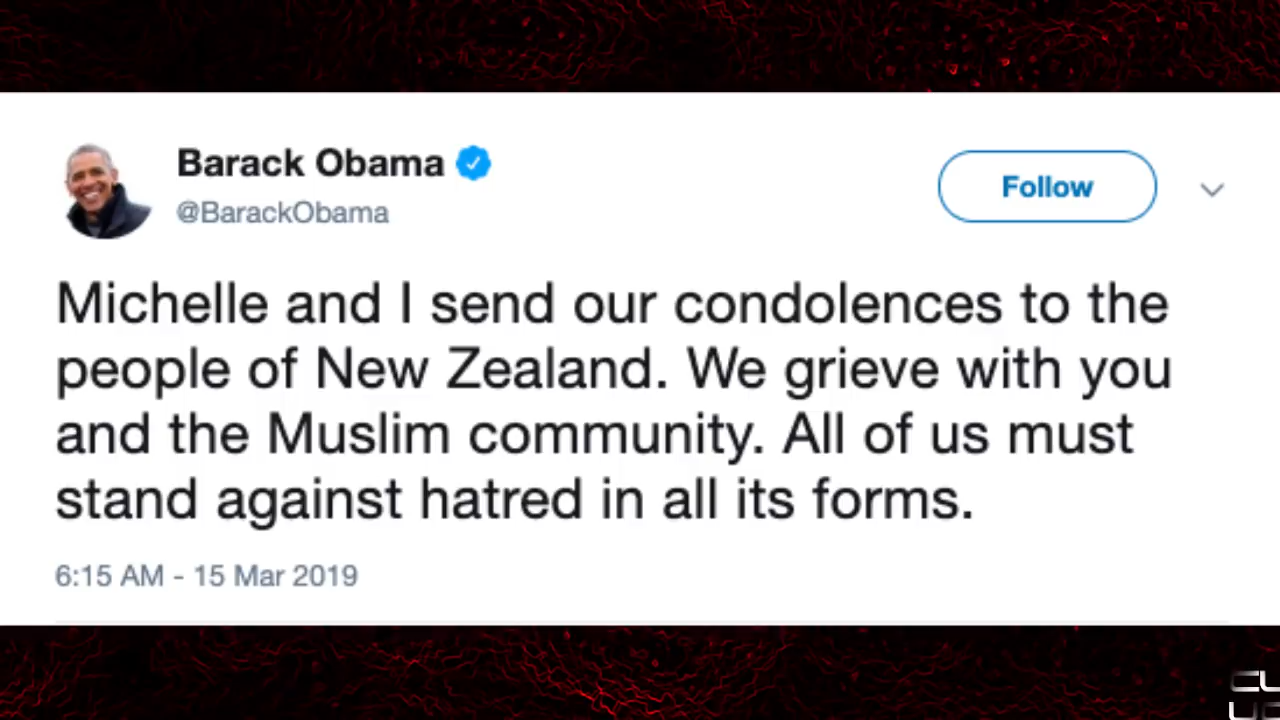 Barack Obama
@BarackObama
Follow
Michelle and I send our condolences to the
people of New Zealand. We grieve with you
and the Muslim community. All of us must
stand against hatred in all its forms.
6:15 AM - 15 Mar 2019